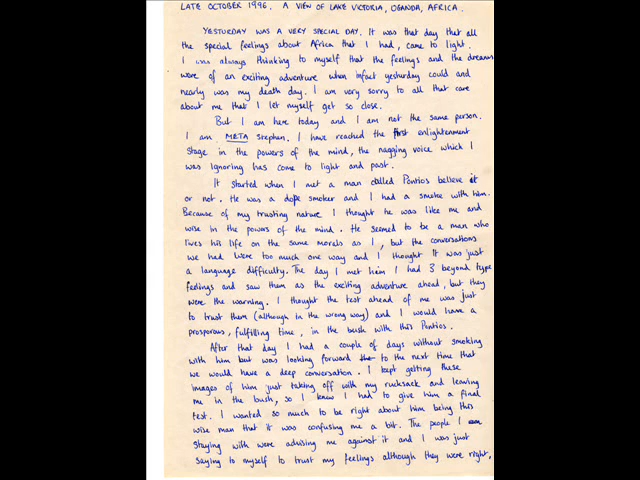 LATE OCTOBER 1996. A VIEW OF LAKE VICTORIA, UGANDA, AFRICA.
YESTURDAY WAS A VERY SPECIAL DAY. It was that day that all
the special feelings about Africa that I had, came to light.
I was always thinking to myself that the feelings and the dreams
were of an exciting adventure when infact yesturday could and
nearly was my death day. I am very sorry to all that care
about me that I let myself get so close.
But I am here today and I am not the same person.
I am META Stephen. I have reached the first enlightenment
stage in the powers of the mind, the nagging voice which I
was ignoring has come to light and past.
It started when I met a man called Pontios believe it
or not. He was a dope smoker and I had a smoke with him.
Because of my trusting nature I thought he was like me and
wise in the powers of the mind. He seemed to be a man who
lives his life on the same morals as I, but the conversations
we had were too much one way and I thought it was just
a language difficulty. The day I met him I had 3 beyond type
feelings and saw them as the exciting adventure ahead, but they
were the warning. I thought the test ahead of me was just
to trust them (although in the wrong way) and I would have a
prosporous, fulfilling time, in the bush with this Pontios.
After that day I had a couple of days without smoking
with him but was looking forward to the next time that
we would have a deep conversation. I kept getting these
images of him just taking off with my rucksack and leaving
me in the bush, so I knew I had to give him a final
test. I wanted so much to be right about him being this
wise man that it was confusing me a bit. The people I am
staying with were advising me against it and I was just
saying to myself to trust my feelings although they were right,